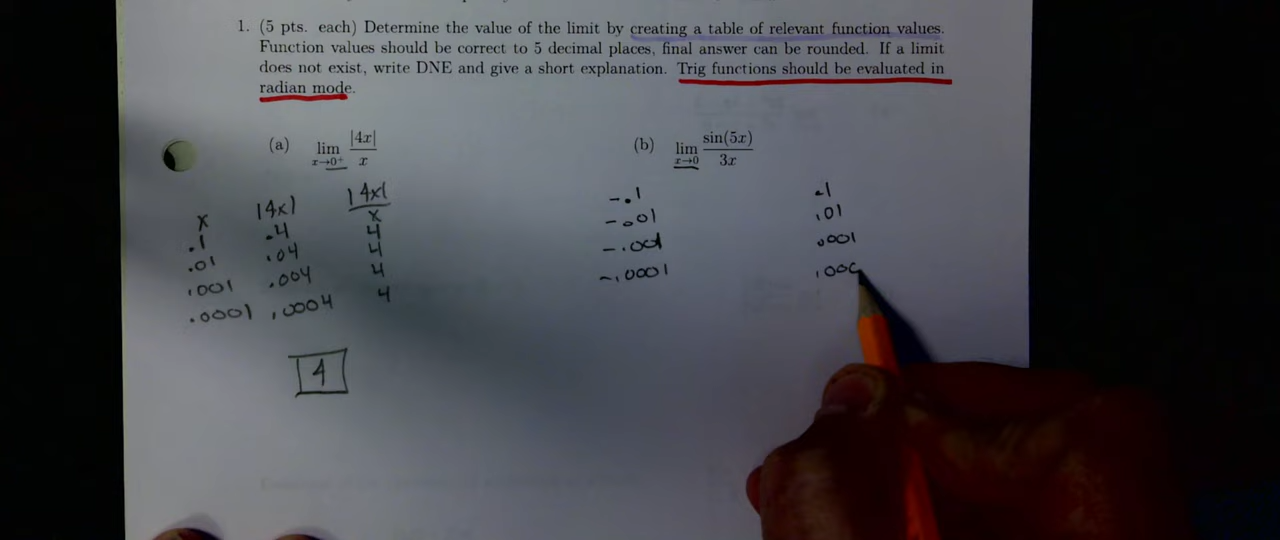 1. (5 pts. each) Determine the value of the limit by creating a table of relevant function values.
Function values should be correct to 5 decimal places, final answer can be rounded. If a limit
does not exist, write DNE and give a short explanation. Trig functions should be evaluated in
radian mode.
(a) lim x→0+ |4x| / x
(b) lim x→0 sin(5x) / 3x
x |4x| |4x| / x
.1 .4 4
.01 .04 4
.001 .004 4
.0001 .0004 4
4
-.1 .1
-.01 .01
-.001 .0001
-.0001 .000